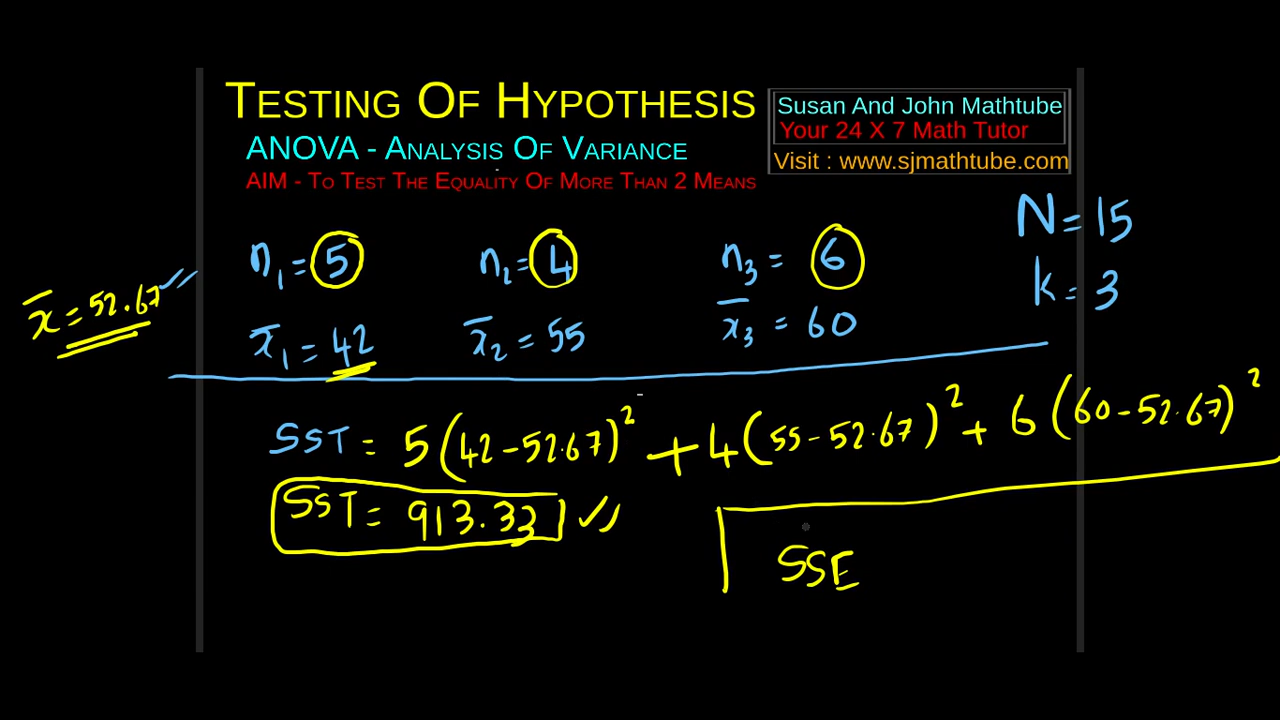 TESTING OF HYPOTHESIS
ANOVA - ANALYSIS OF VARIANCE
AIM - TO TEST THE EQUALITY OF MORE THAN 2 MEANS
Susan And John Mathtube
Your 24 X 7 Math Tutor
Visit : www.sjmathtube.com
N = 15
k = 3
n₁ = 5 n₂ = 4 n₃ = 6
x̄ = 52.67
x̄₁ = 42 x̄₂ = 55 x̄₃ = 60
SST = 5(42-52.67)² + 4(55-52.67)² + 6(60-52.67)²
SST = 913.33
SSE